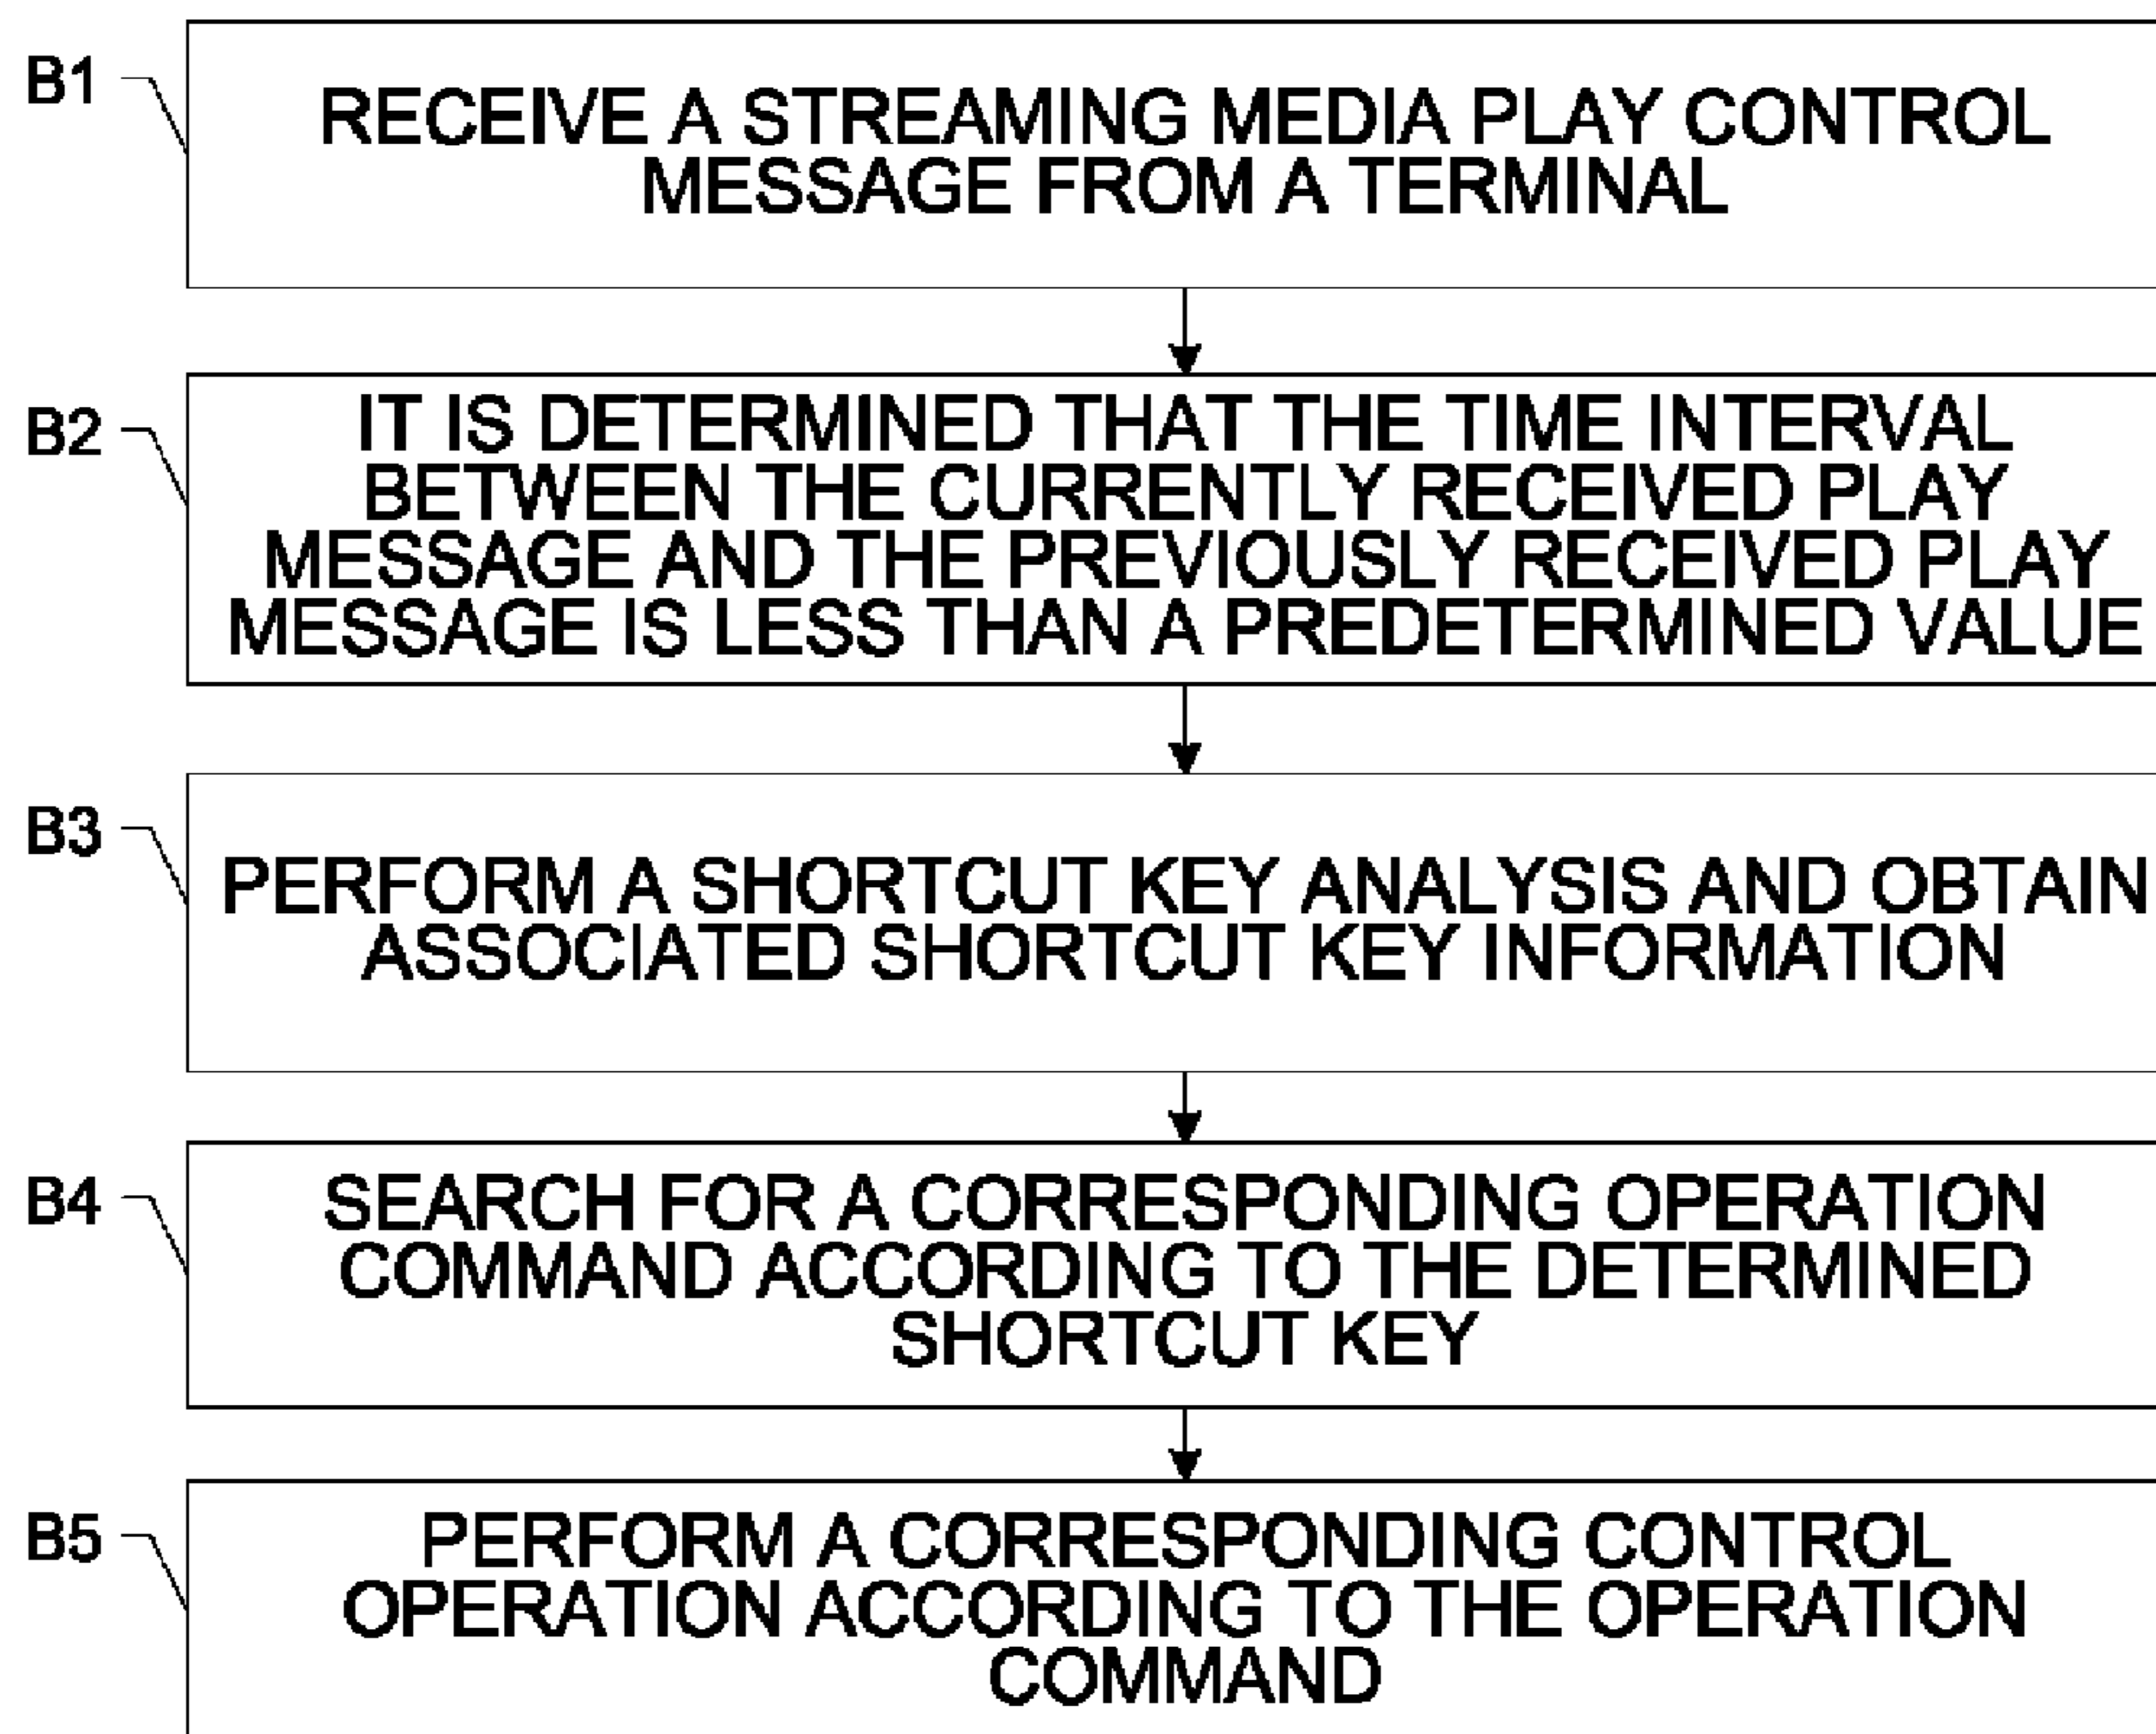 B1
RECEIVE A STREAMING MEDIA PLAY CONTROL
MESSAGE FROM A TERMINAL
B2
IT IS DETERMINED THAT THE TIME INTERVAL
BETWEEN THE CURRENTLY RECEIVED PLAY
MESSAGE AND THE PREVIOUSLY RECEIVED PLAY
MESSAGE IS LESS THAN A PREDETERMINED VALUE
B3
PERFORM A SHORTCUT KEY ANALYSIS AND OBTAIN
ASSOCIATED SHORTCUT KEY INFORMATION
B4
SEARCH FOR A CORRESPONDING OPERATION
COMMAND ACCORDING TO THE DETERMINED
SHORTCUT KEY
B5
PERFORM A CORRESPONDING CONTROL
OPERATION ACCORDING TO THE OPERATION
COMMAND